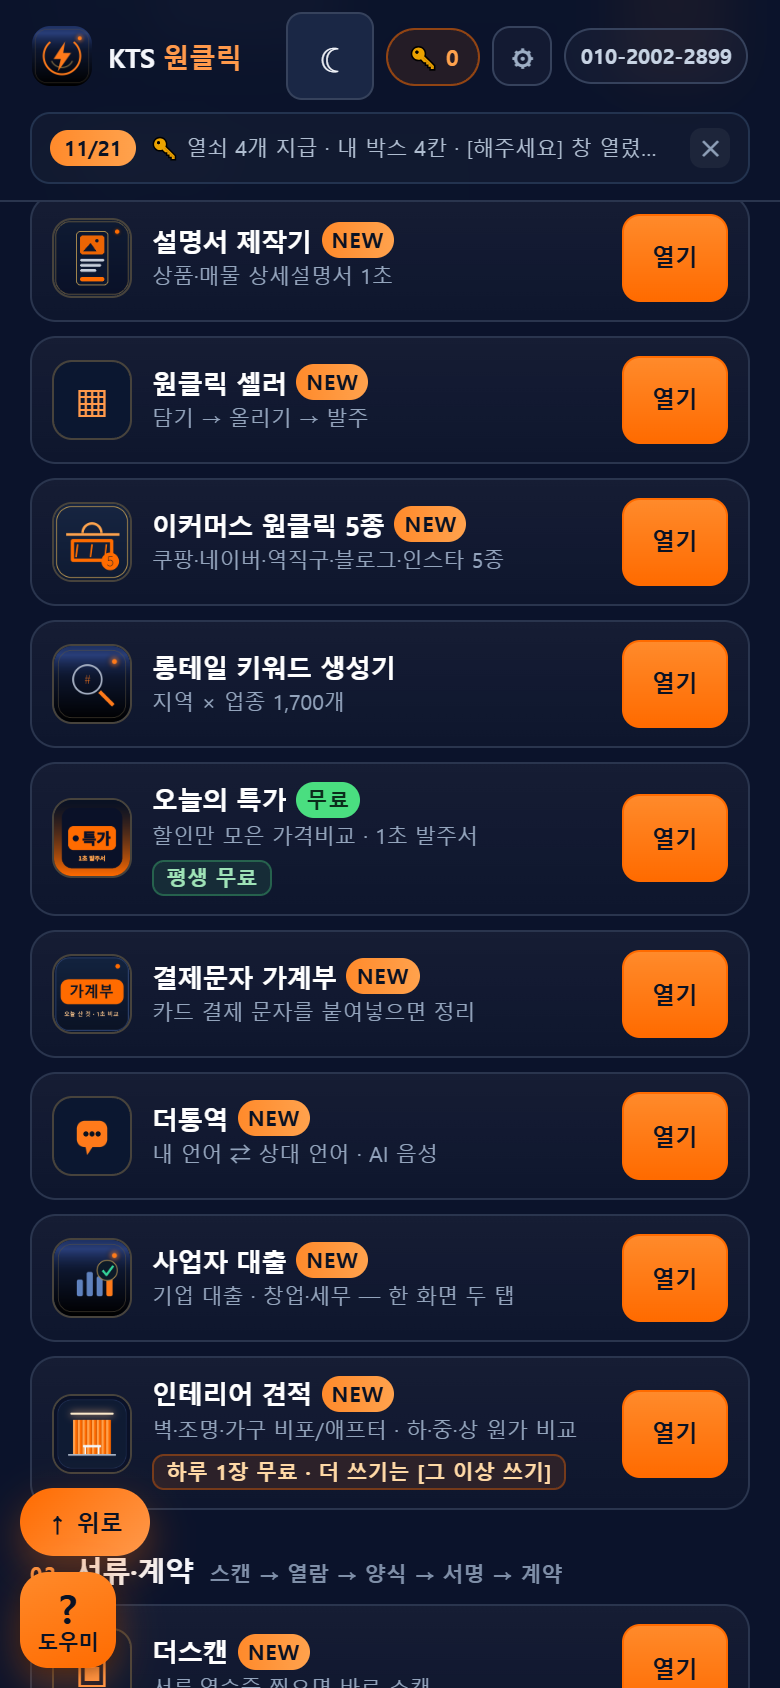 KTS 원클릭
0
010-2002-2899
11/21 열쇠 4개 지급 · 내 박스 4칸 · [해주세요] 창 열렸...
설명서 제작기 NEW
상품·매물 상세설명서 1초
열기
원클릭 셀러 NEW
담기 → 올리기 → 발주
열기
이커머스 원클릭 5종 NEW
쿠팡·네이버·역직구·블로그·인스타 5종
5
열기
롱테일 키워드 생성기
지역 × 업종 1,700개
#
열기
오늘의 특가 무료
할인만 모은 가격비교 · 1초 발주서
평생 무료
특가
1초 발주서
열기
결제문자 가계부 NEW
카드 결제 문자를 붙여넣으면 정리
가계부
오늘 산 것 · 1초 비교
열기
더통역 NEW
내 언어 ⇄ 상대 언어 · AI 음성
열기
사업자 대출 NEW
기업 대출 · 창업·세무 — 한 화면 두 탭
열기
인테리어 견적 NEW
벽·조명·가구 비포/애프터 · 하·중·상 원가 비교
하루 1장 무료 · 더 쓰기는 [그 이상 쓰기]
열기
↑ 위로
서류·계약 스캔 → 열람 → 양식 → 서명 → 계약
?
도우미
더스캔 NEW
열기